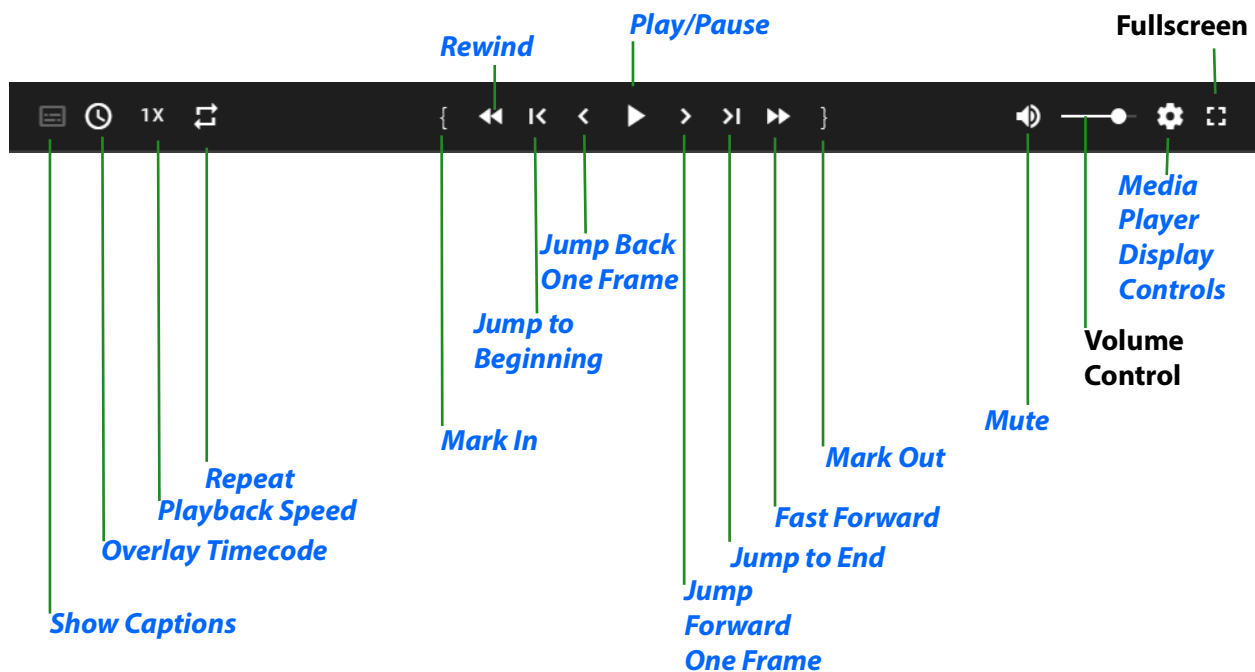 Play/Pause
Fullscreen
Rewind
1X
{
}
Jump Back
One Frame
Media
Player
Display
Controls
Jump to
Beginning
Volume
Control
Mute
Mark In
Mark Out
Repeat
Playback Speed
Fast Forward
Overlay Timecode
Jump to End
Jump
Forward
One Frame
Show Captions